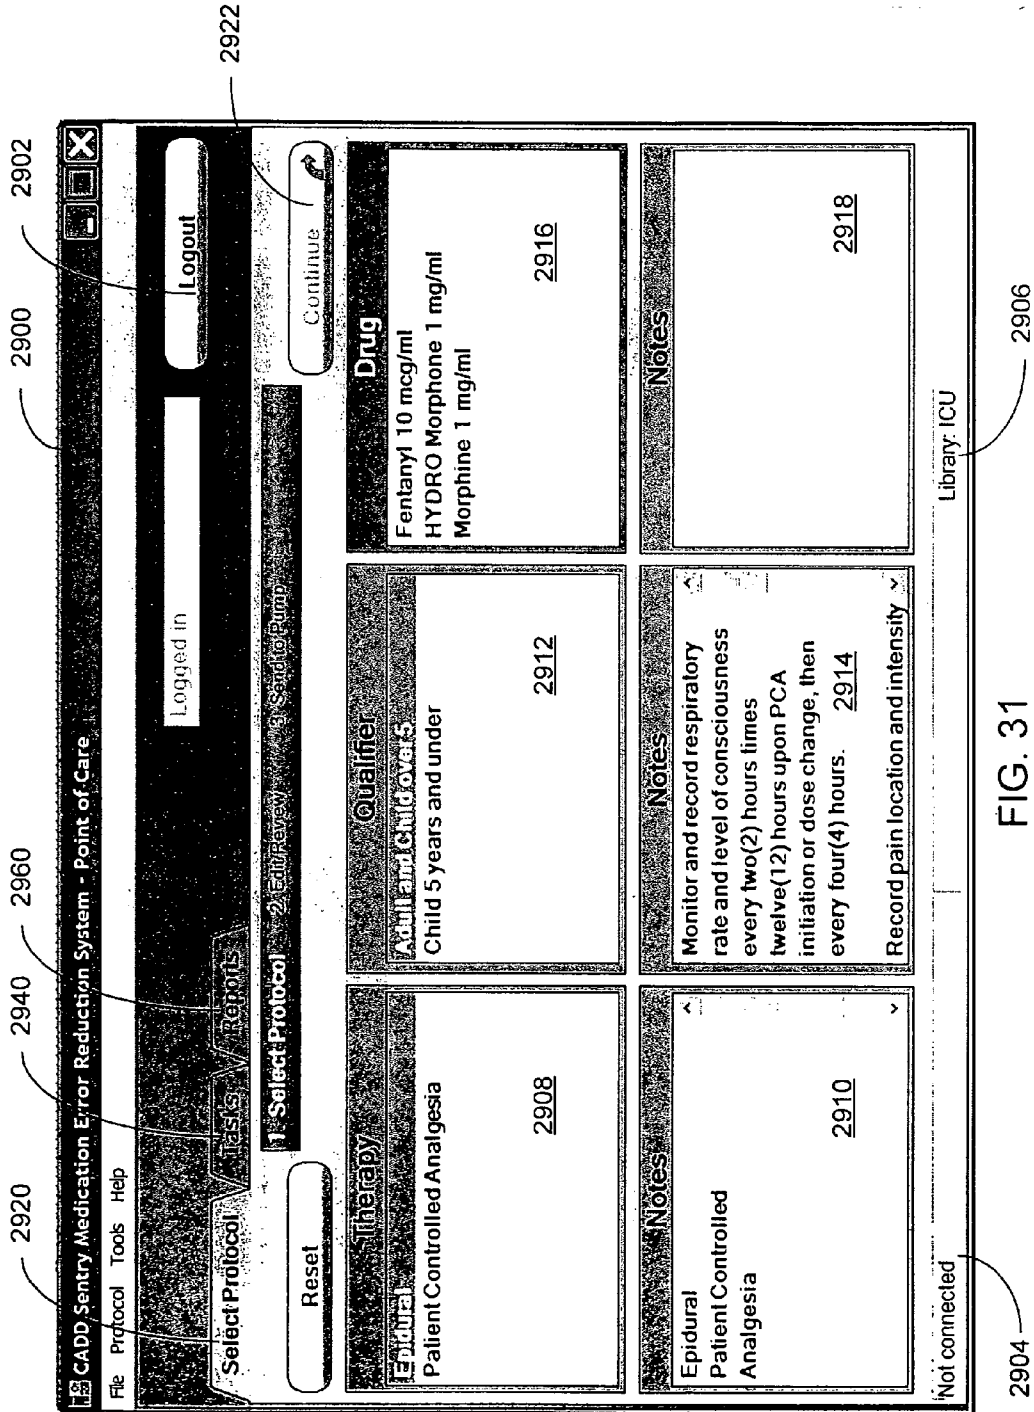 2920
2940
2960
2900
2902
CADD Sentry Medication Error Reduction System - Point of Care
File Protocol Tools Help
Logged in
Logout
Select Protocol
Tasks
Reports
2922
Reset
1. Select Protocol 2. Edit/Review 3. Send to Pump
Continue
Therapy
Epidural
Patient Controlled Analgesia
2908
Qualifier
Adult and Child over 5
Child 5 years and under
2912
Drug
Fentanyl 10 mcg/ml
HYDRO Morphone 1 mg/ml
Morphine 1 mg/ml
2916
Notes
Epidural
Patient Controlled
Analgesia
2910
Notes
Monitor and record respiratory
rate and level of consciousness
every two(2) hours times
twelve(12) hours upon PCA
initiation or dose change, then
every four(4) hours.
2914
Record pain location and intensity
Notes
2918
Not connected
Library: ICU
2904
2906
FIG. 31